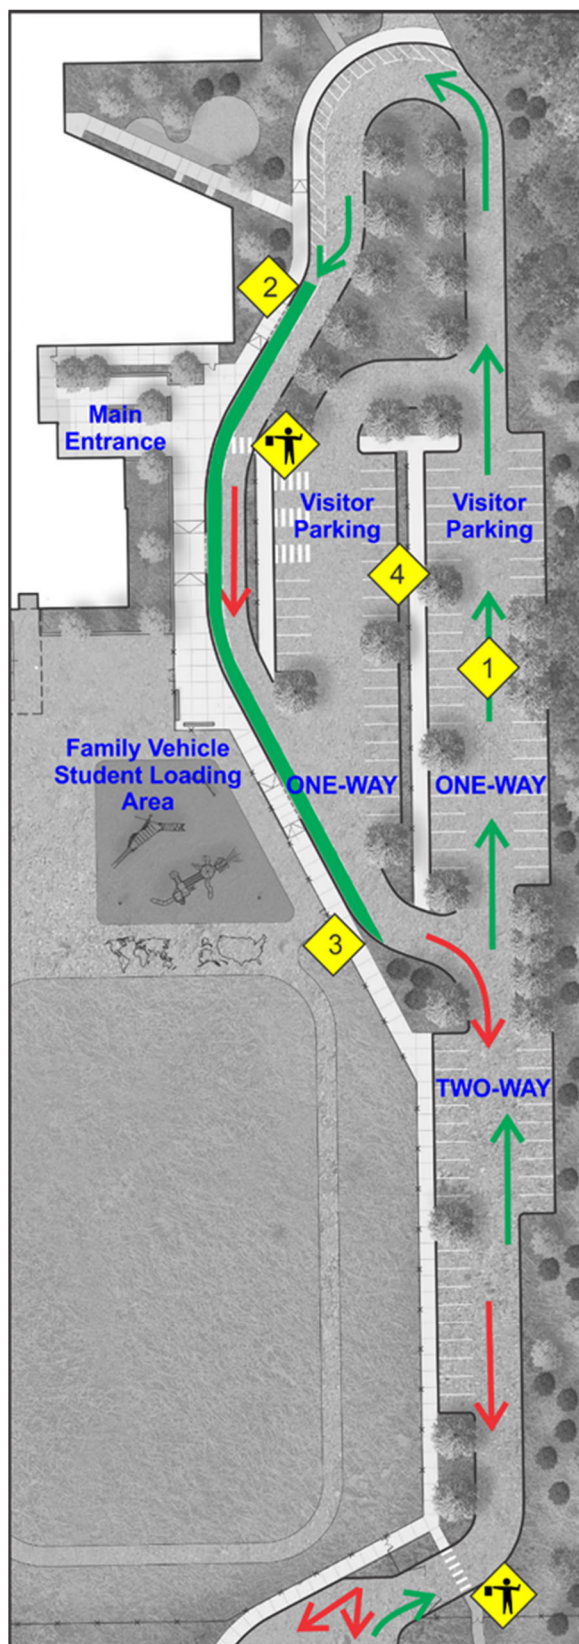 2
Main
Entrance
Visitor
Parking
Visitor
Parking
4
1
Family Vehicle
Student Loading
Area
ONE-WAY
ONE-WAY
3
TWO-WAY